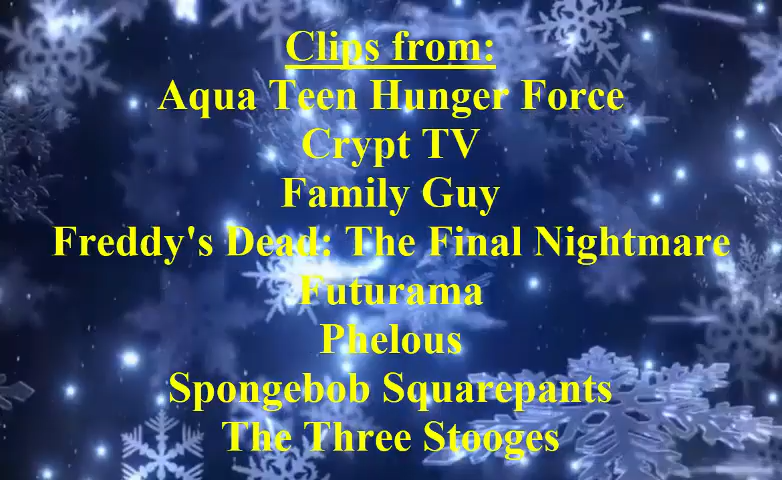 Clips from:
Aqua Teen Hunger Force
Crypt TV
Family Guy
Freddy's Dead: The Final Nightmare
Futurama
Phelous
Spongebob Squarepants
The Three Stooges